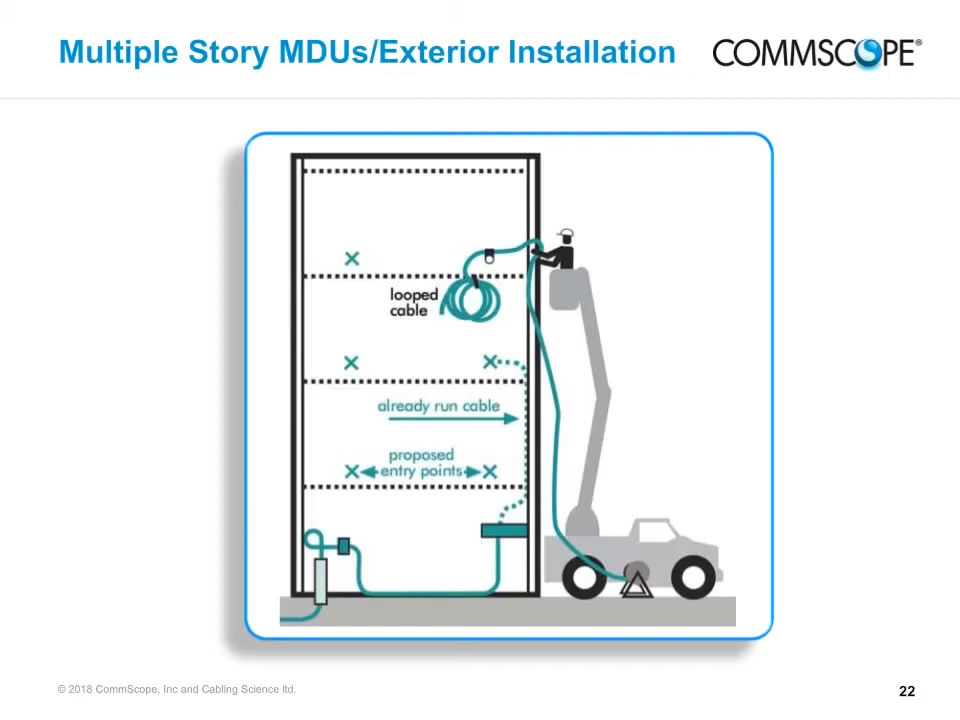 Multiple Story MDUs/Exterior Installation
COMMSCOPE®
looped
cable
already run cable
proposed
entry points
© 2018 CommScope, Inc and Cabling Science ltd.
22